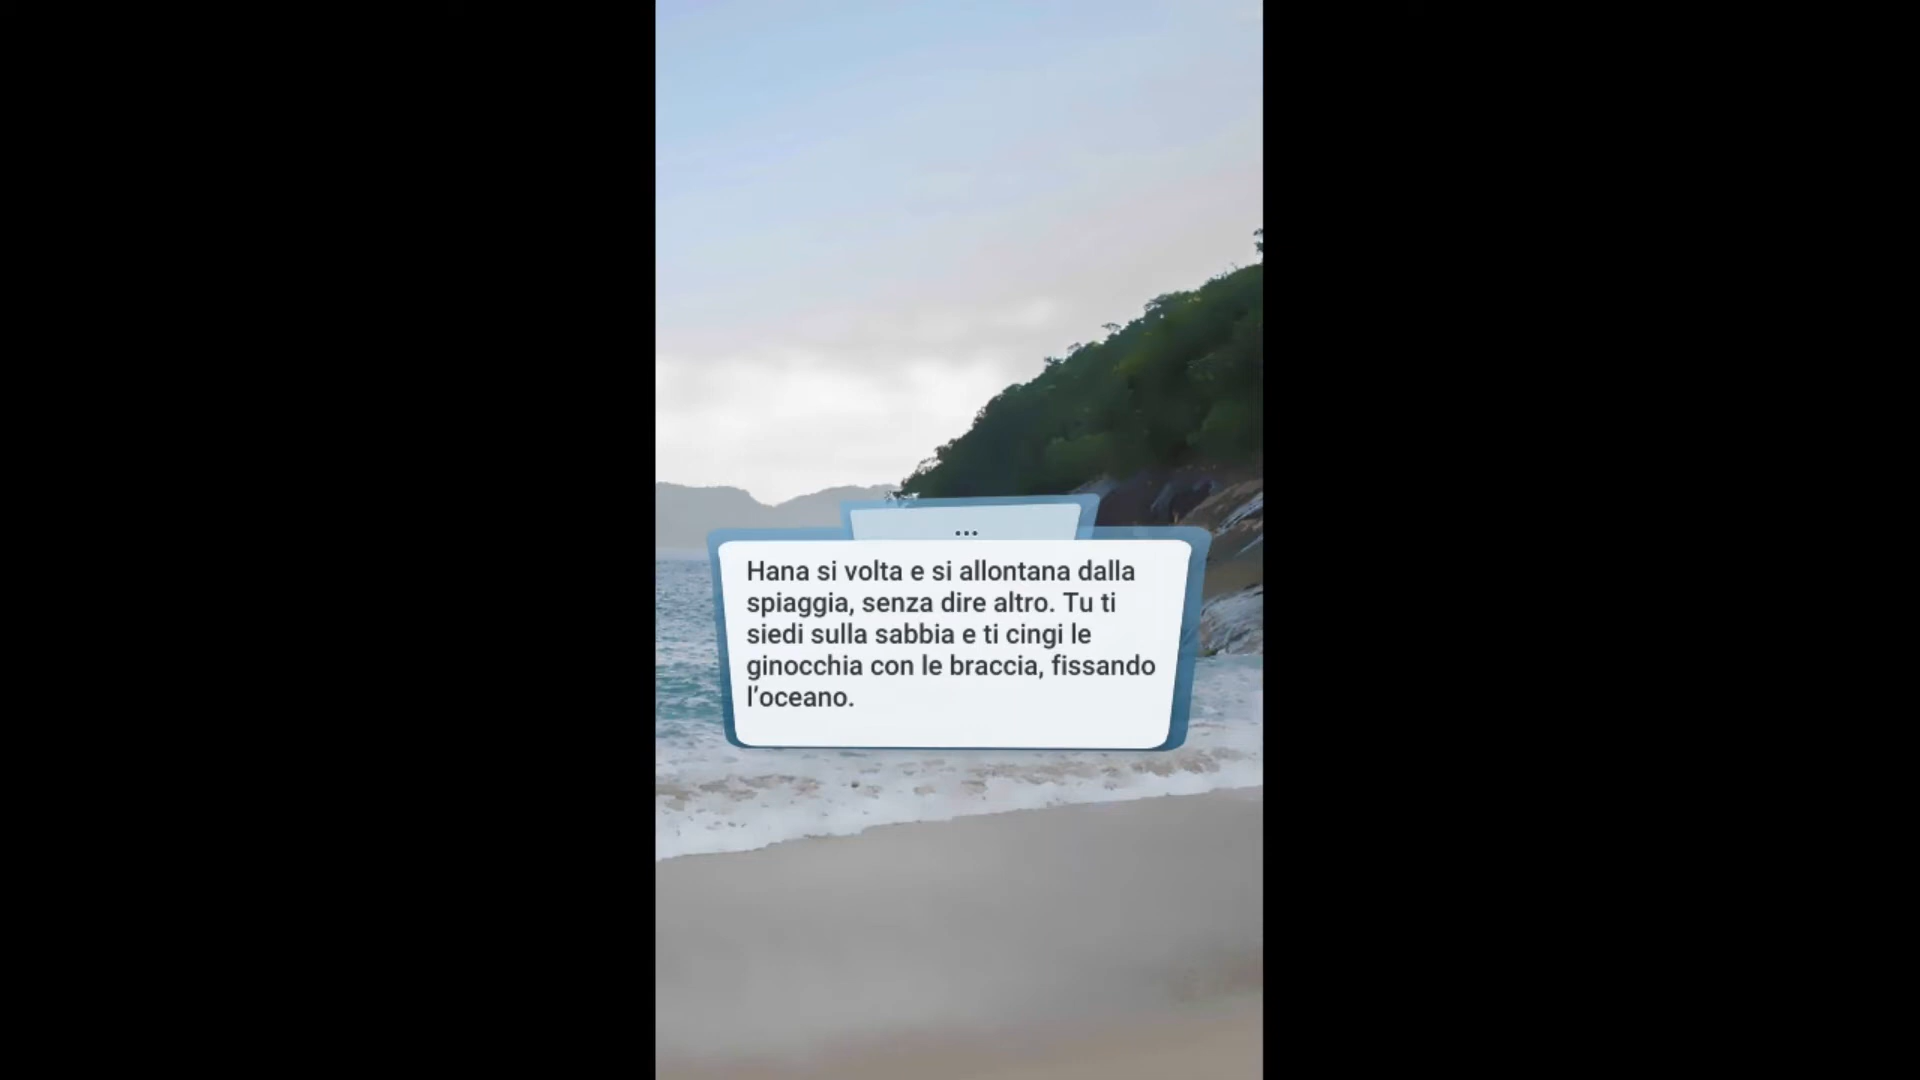 ...
Hana si volta e si allontana dalla
spiaggia, senza dire altro. Tu ti
siedi sulla sabbia e ti cingi le
ginocchia con le braccia, fissando
l’oceano.